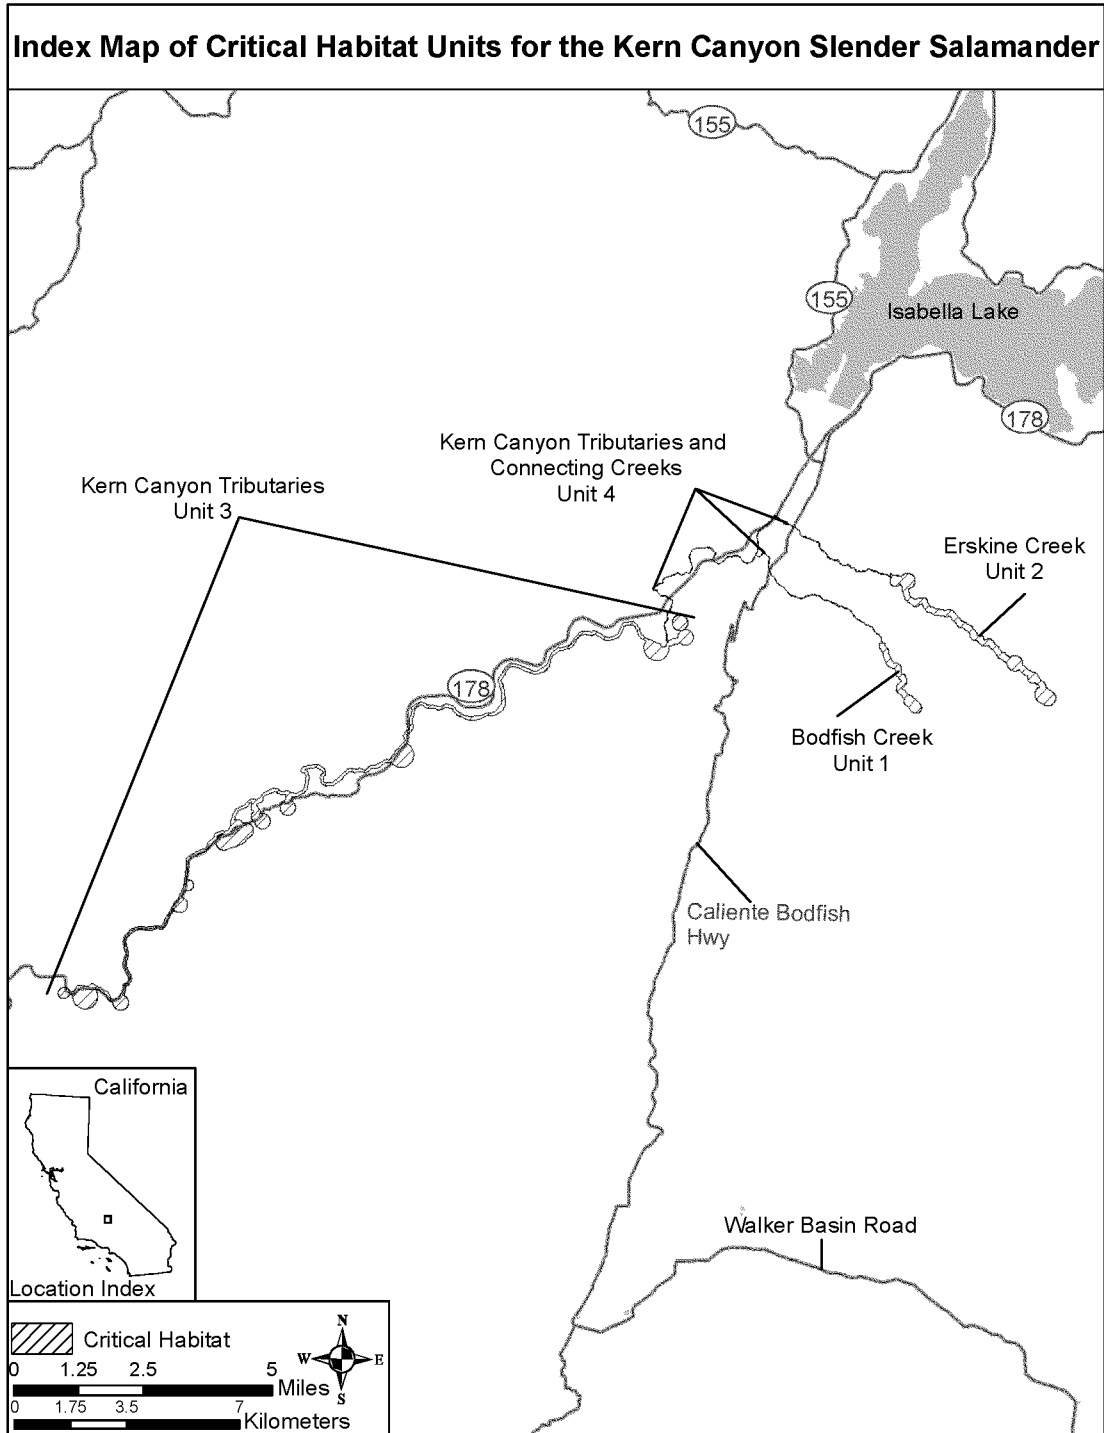 Index Map of Critical Habitat Units for the Kern Canyon Slender Salamander
155
155
Isabella Lake
178
Kern Canyon Tributaries and
Connecting Creeks
Unit 4
Kern Canyon Tributaries
Unit 3
Erskine Creek
Unit 2
178
Bodfish Creek
Unit 1
Caliente Bodfish
Hwy
California
Location Index
Walker Basin Road
Critical Habitat
N
W E
S
0 1.25 2.5 5
Miles
0 1.75 3.5 7
Kilometers